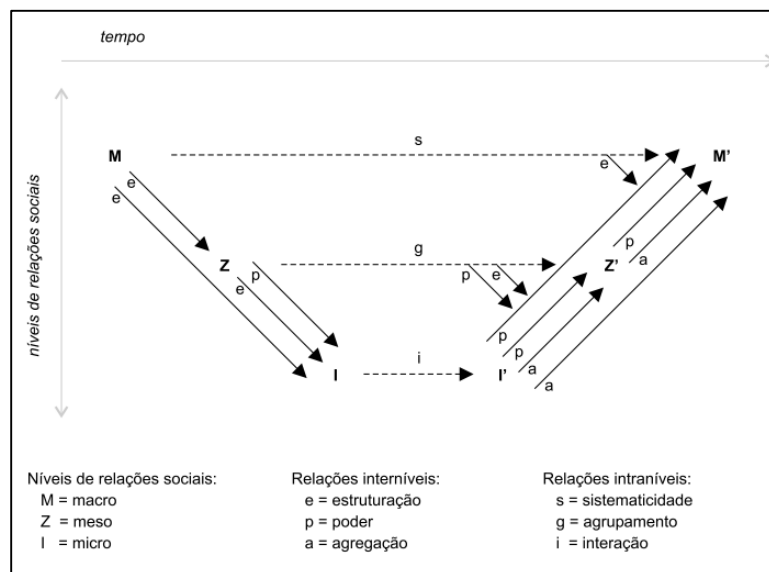 tempo
níveis de relações sociais
M s M'
e e
e
Z g Z'
p p e p
e a
p
p
I i I' a
a
Níveis de relações sociais: Relações interníveis: Relações intraníveis:
M = macro e = estruturação s = sistematicidade
Z = meso p = poder g = agrupamento
I = micro a = agregação i = interação